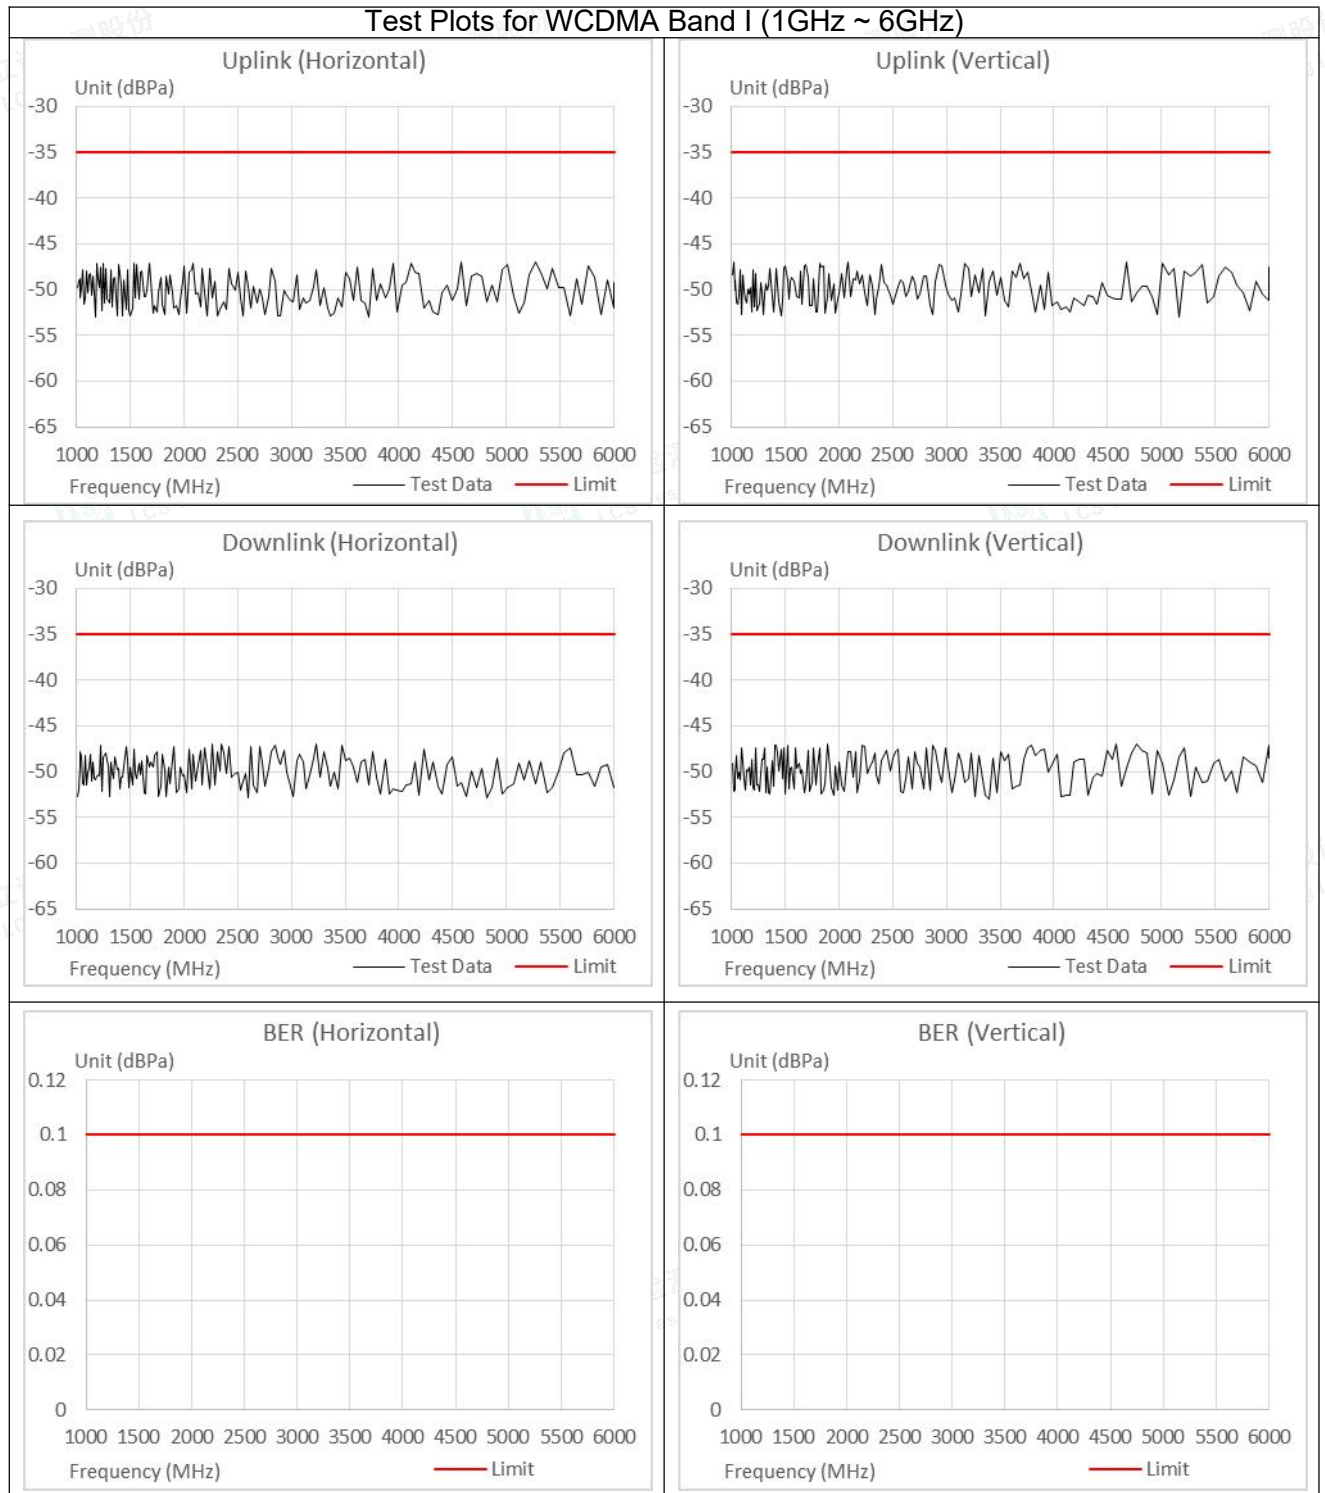 Test Plots for WCDMA Band I (1GHz ~ 6GHz)
Uplink (Horizontal)
Unit (dBPa)
-30
-35
-40
-45
-50
-55
-60
-65
1000 1500 2000 2500 3000 3500 4000 4500 5000 5500 6000
Frequency (MHz) Test Data Limit
Uplink (Vertical)
Unit (dBPa)
-30
-35
-40
-45
-50
-55
-60
-65
1000 1500 2000 2500 3000 3500 4000 4500 5000 5500 6000
Frequency (MHz) Test Data Limit
Downlink (Horizontal)
Unit (dBPa)
-30
-35
-40
-45
-50
-55
-60
-65
1000 1500 2000 2500 3000 3500 4000 4500 5000 5500 6000
Frequency (MHz) Test Data Limit
Downlink (Vertical)
Unit (dBPa)
-30
-35
-40
-45
-50
-55
-60
-65
1000 1500 2000 2500 3000 3500 4000 4500 5000 5500 6000
Frequency (MHz) Test Data Limit
BER (Horizontal)
Unit (dBPa)
0.12
0.1
0.08
0.06
0.04
0.02
0
1000 1500 2000 2500 3000 3500 4000 4500 5000 5500 6000
Frequency (MHz) Limit
BER (Vertical)
Unit (dBPa)
0.12
0.1
0.08
0.06
0.04
0.02
0
1000 1500 2000 2500 3000 3500 4000 4500 5000 5500 6000
Frequency (MHz) Limit